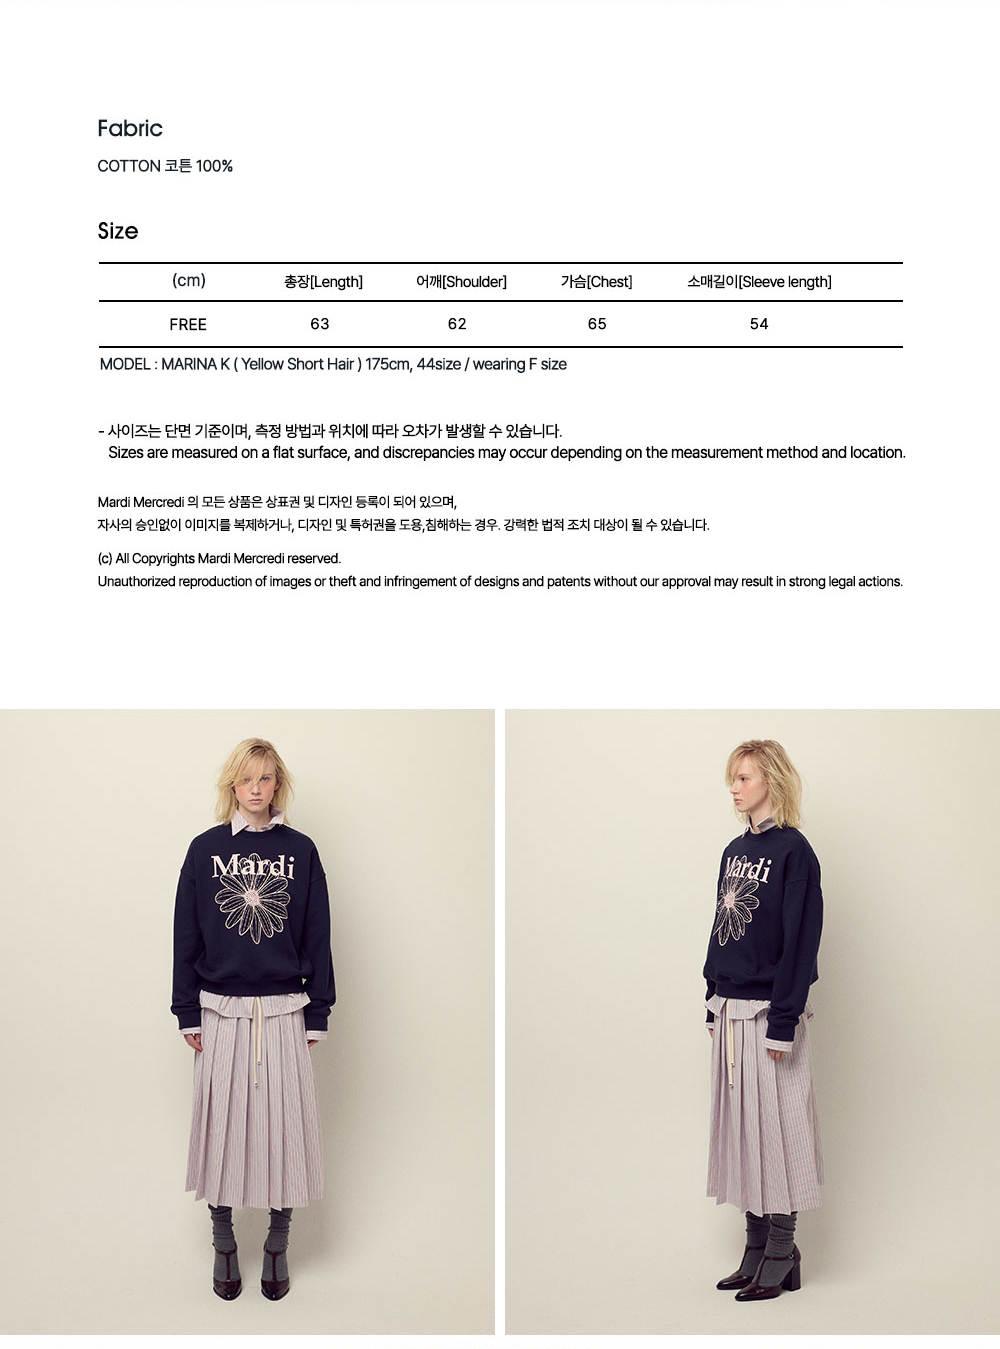 Fabric
COTTON 코튼 100%
Size
(cm) 총장[Length] 어깨[Shoulder] 가슴[Chest] 소매길이[Sleeve length]
FREE 63 62 65 54
MODEL : MARINA K ( Yellow Short Hair ) 175cm, 44size / wearing F size
- 사이즈는 단면 기준이며, 측정 방법과 위치에 따라 오차가 발생할 수 있습니다.
Sizes are measured on a flat surface, and discrepancies may occur depending on the measurement method and location.
Mardi Mercredi 의 모든 상품은 상표권 및 디자인 등록이 되어 있으며,
자사의 승인없이 이미지를 복제하거나, 디자인 및 특허권을 도용,침해하는 경우. 강력한 법적 조치 대상이 될 수 있습니다.
(c) All Copyrights Mardi Mercredi reserved.
Unauthorized reproduction of images or theft and infringement of designs and patents without our approval may result in strong legal actions.
Mardi
Mardi